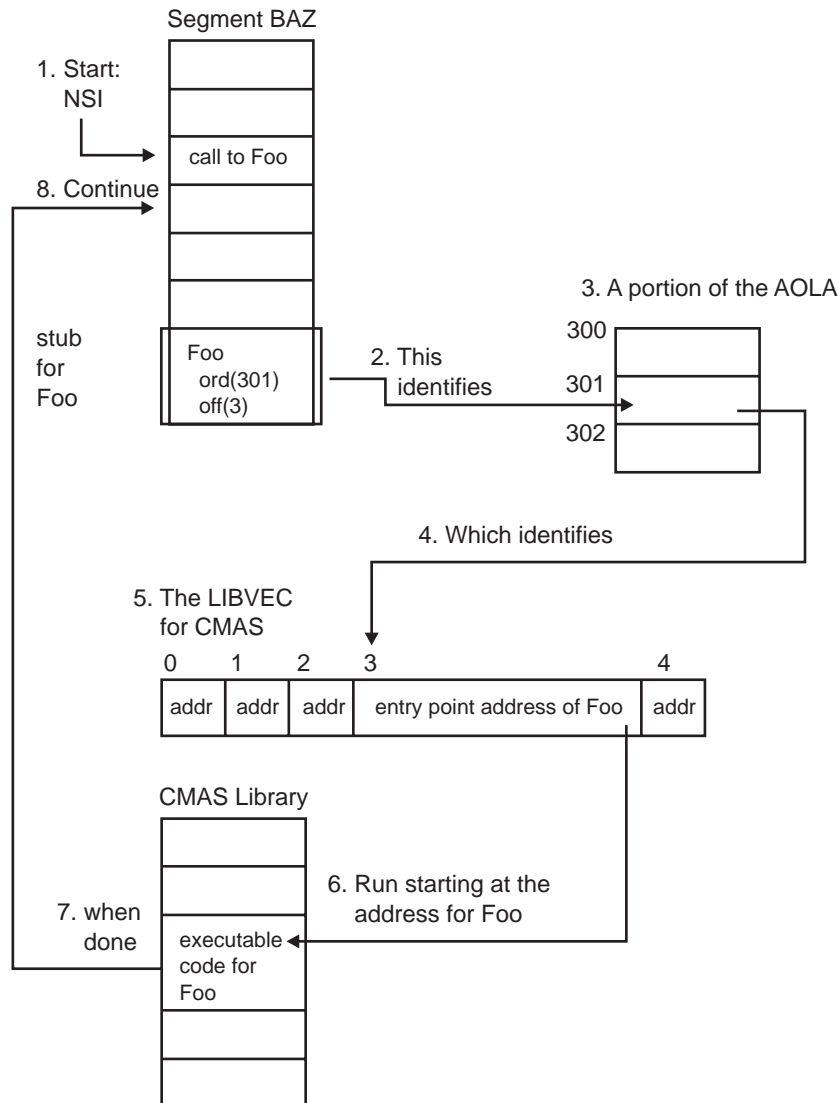 Segment BAZ
1. Start:
NSI
call to Foo
8. Continue
3. A portion of the AOLA
stub
for
Foo
Foo
ord(301)
off(3)
2. This
identifies
300
301
302
4. Which identifies
5. The LIBVEC
for CMAS
0 1 2 3 4
addr addr addr entry point address of Foo addr
CMAS Library
6. Run starting at the
address for Foo
7. when
done
executable
code for
Foo